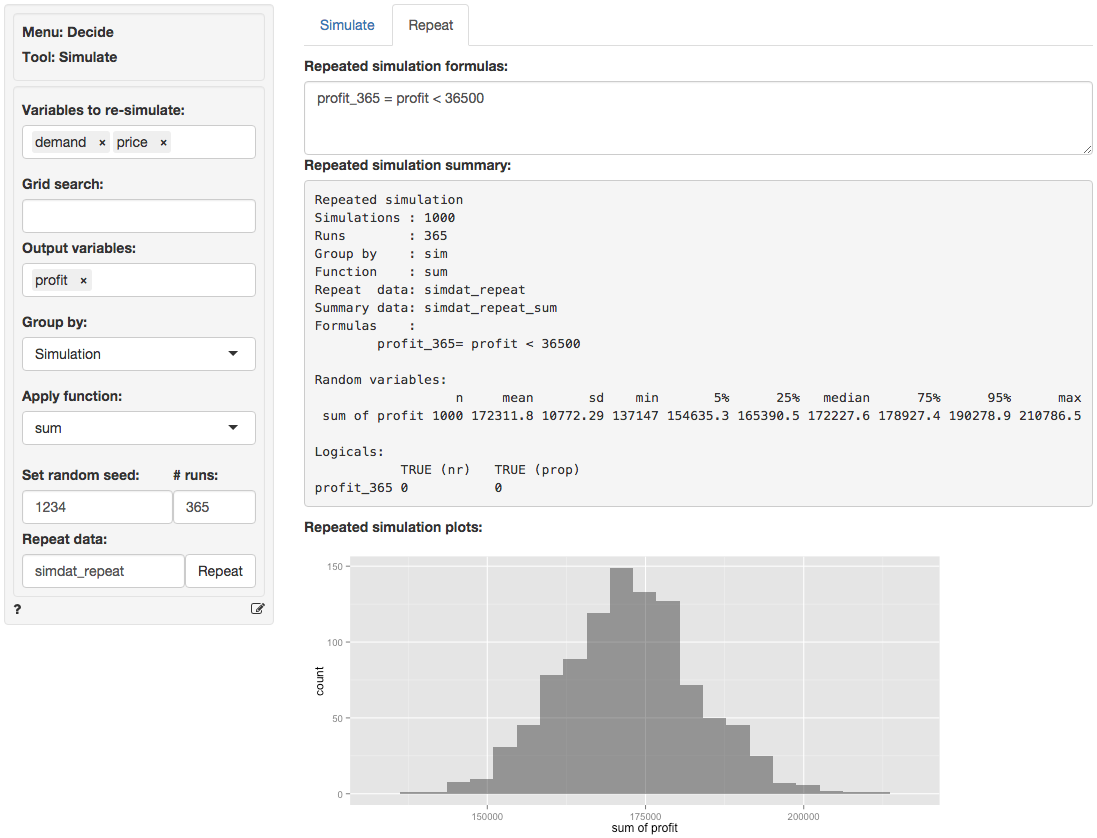 Menu: Decide
Tool: Simulate
Variables to re-simulate:
demand × price ×
Grid search:
Output variables:
profit ×
Group by:
Simulation
Apply function:
sum
Set random seed: # runs:
1234 365
Repeat data:
simdat_repeat Repeat
?
Simulate Repeat
Repeated simulation formulas:
profit_365 = profit < 36500
Repeated simulation summary:
Repeated simulation
Simulations : 1000
Runs : 365
Group by : sim
Function : sum
Repeat data: simdat_repeat
Summary data: simdat_repeat_sum
Formulas :
profit_365= profit < 36500
Random variables:
n mean sd min 5% 25% median 75% 95% max
sum of profit 1000 172311.8 10772.29 137147 154635.3 165390.5 172227.6 178927.4 190278.9 210786.5
Logicals:
TRUE (nr) TRUE (prop)
profit_365 0 0
Repeated simulation plots:
150
100
50
0
count
150000 175000 200000
sum of profit